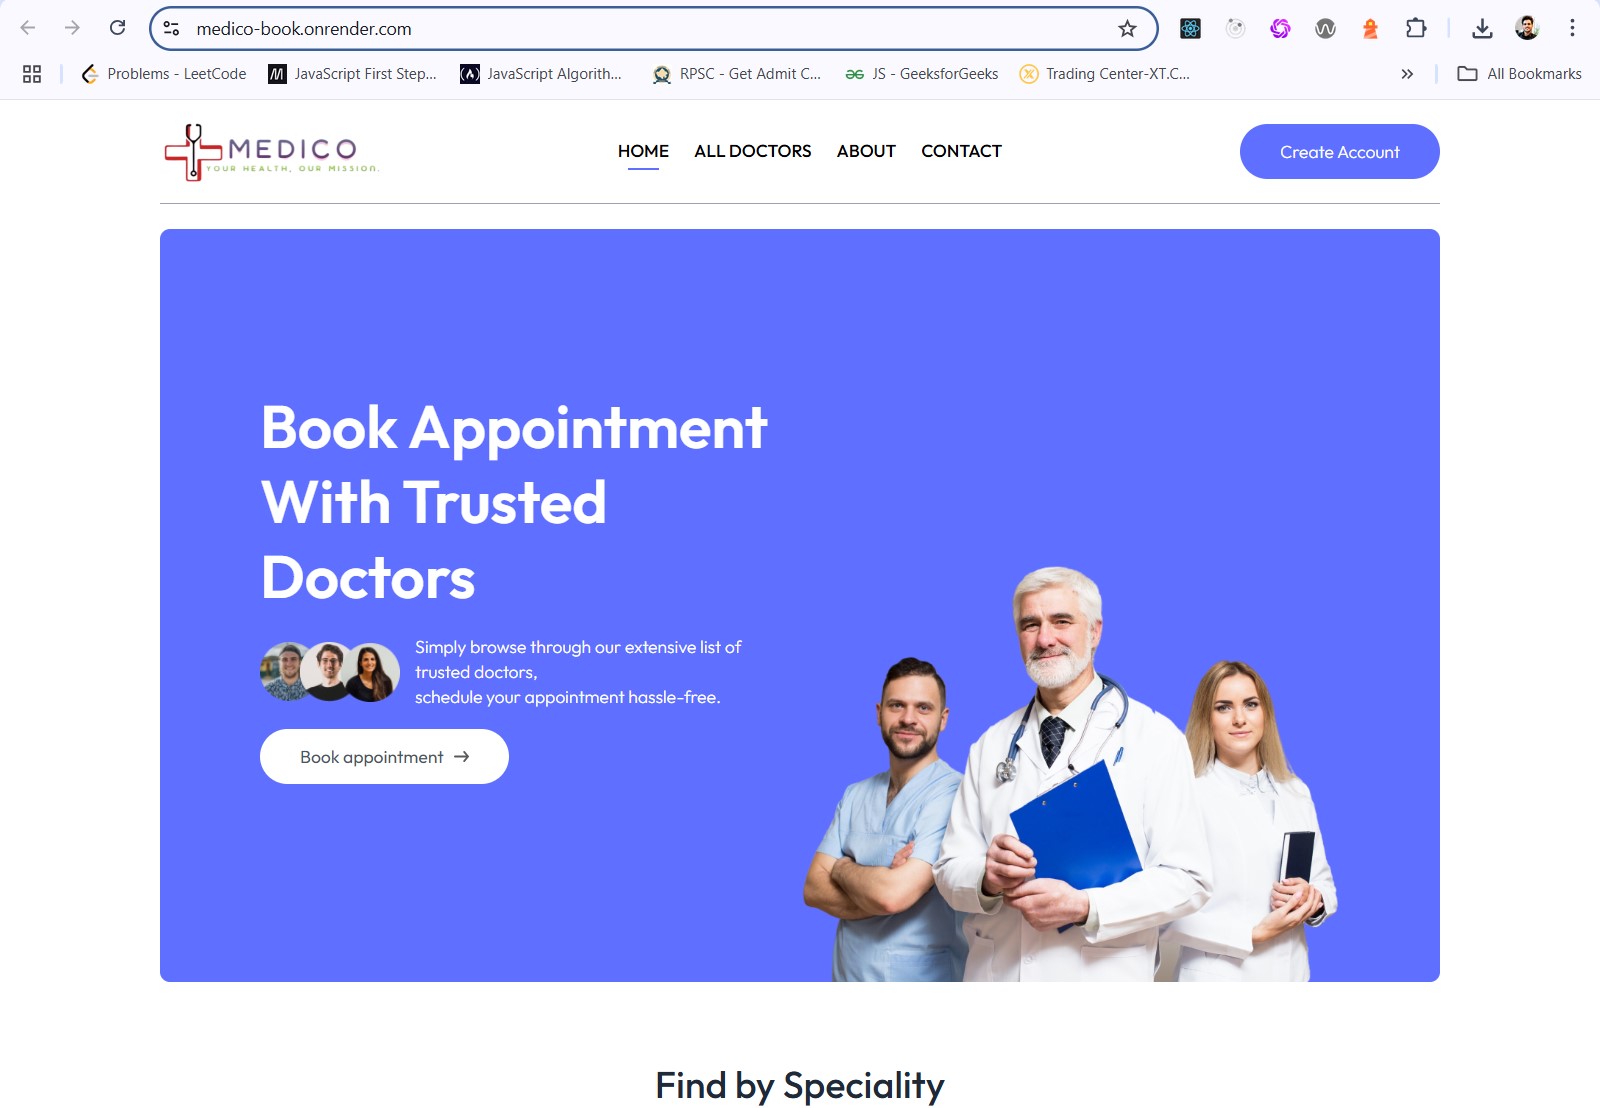 medico-book.onrender.com
Problems - LeetCode
JavaScript First Step...
JavaScript Algorith...
RPSC - Get Admit C...
JS - GeeksforGeeks
Trading Center-XT.C...
All Bookmarks
MEDICO
YOUR HEALTH, OUR MISSION.
HOME
ALL DOCTORS
ABOUT
CONTACT
Create Account
Book Appointment
With Trusted
Doctors
Simply browse through our extensive list of
trusted doctors,
schedule your appointment hassle-free.
Book appointment →
Find by Speciality